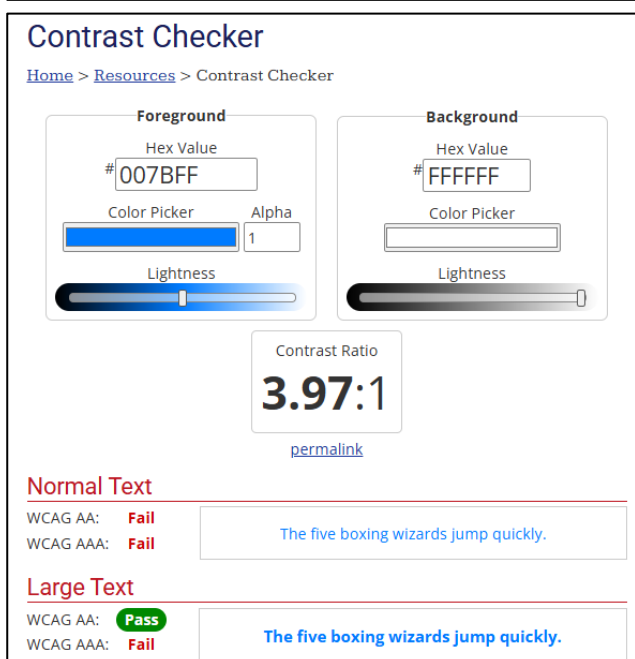 Contrast Checker
Home > Resources > Contrast Checker
Foreground
Hex Value
# 007BFF
Color Picker Alpha
1
Lightness
Background
Hex Value
# FFFFFF
Color Picker
Lightness
Contrast Ratio
3.97:1
permalink
Normal Text
WCAG AA: Fail
WCAG AAA: Fail
The five boxing wizards jump quickly.
Large Text
WCAG AA: Pass
WCAG AAA: Fail
The five boxing wizards jump quickly.